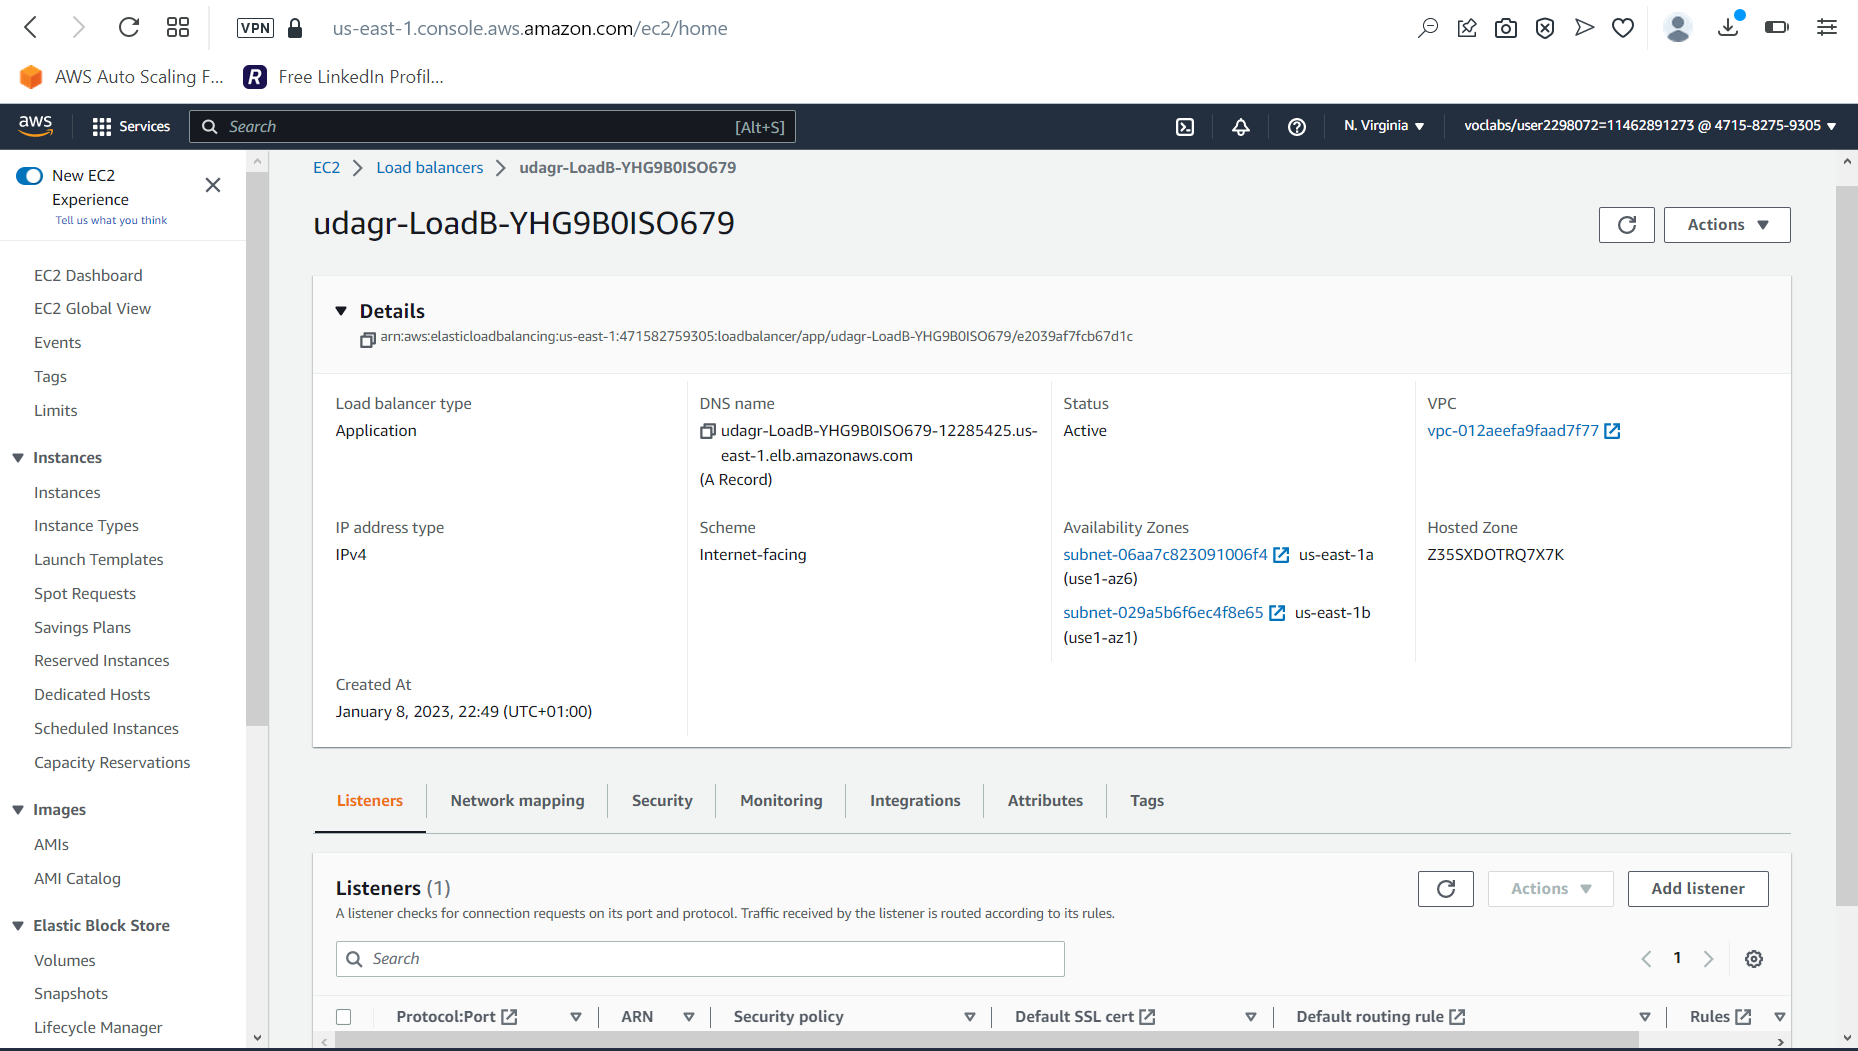 VPN us-east-1.console.aws.amazon.com/ec2/home
AWS Auto Scaling F... R Free LinkedIn Profil...
aws Services Search [Alt+S] N. Virginia voclabs/user2298072=11462891273 @ 4715-8275-9305
New EC2
Experience
Tell us what you think
EC2 Dashboard
EC2 Global View
Events
Tags
Limits
Instances
Instances
Instance Types
Launch Templates
Spot Requests
Savings Plans
Reserved Instances
Dedicated Hosts
Scheduled Instances
Capacity Reservations
Images
AMIs
AMI Catalog
Elastic Block Store
Volumes
Snapshots
Lifecycle Manager
EC2 Load balancers udagr-LoadB-YHG9B0ISO679
udagr-LoadB-YHG9B0ISO679
Actions
Details
arn:aws:elasticloadbalancing:us-east-1:471582759305:loadbalancer/app/udagr-LoadB-YHG9B0ISO679/e2039af7fcb67d1c
Load balancer type
Application
DNS name
udagr-LoadB-YHG9B0ISO679-12285425.us-
east-1.elb.amazonaws.com
(A Record)
Status
Active
VPC
vpc-012aeefa9faad7f77
IP address type
IPv4
Scheme
Internet-facing
Availability Zones
subnet-06aa7c823091006f4 us-east-1a
(use1-az6)
subnet-029a5b6f6ec4f8e65 us-east-1b
(use1-az1)
Hosted Zone
Z35SXDOTRQ7X7K
Created At
January 8, 2023, 22:49 (UTC+01:00)
Listeners Network mapping Security Monitoring Integrations Attributes Tags
Listeners (1)
A listener checks for connection requests on its port and protocol. Traffic received by the listener is routed according to its rules.
Actions Add listener
Search
1
Protocol:Port ARN Security policy Default SSL cert Default routing rule Rules